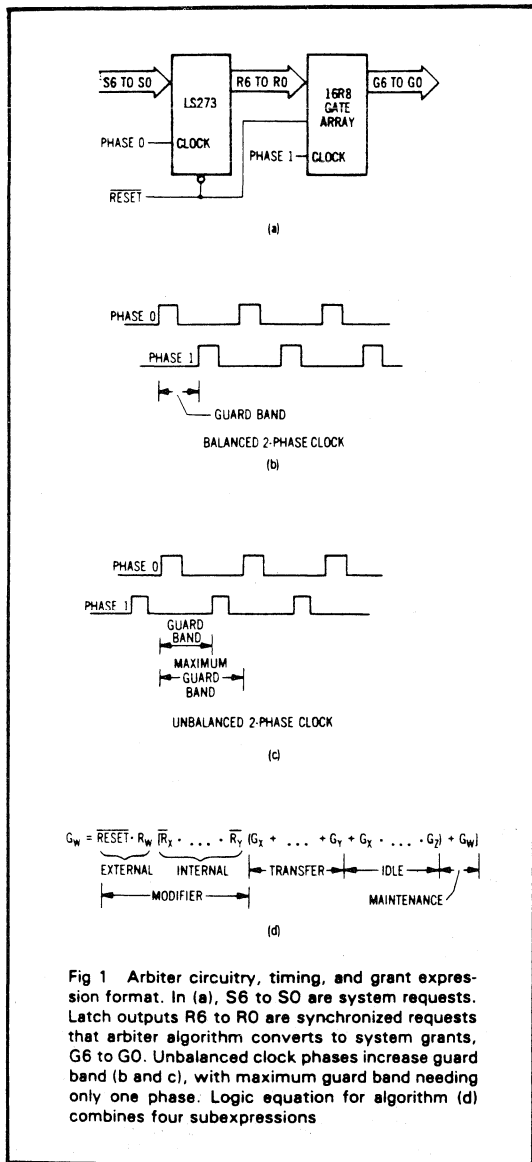 S6 TO S0
LS273
R6 TO R0
16R8
GATE
ARRAY
G6 TO G0
PHASE 0
CLOCK
PHASE 1
CLOCK
RESET
(a)
PHASE 0
PHASE 1
GUARD BAND
BALANCED 2-PHASE CLOCK
(b)
PHASE 0
PHASE 1
GUARD
BAND
MAXIMUM
GUARD
BAND
UNBALANCED 2-PHASE CLOCK
(c)
G_W = \overline{RESET} · R_W [\overline{R}_X · ... · \overline{R_Y} (G_X + ... + G_Y + G_X · ... · G_Z) + G_W]
EXTERNAL INTERNAL TRANSFER IDLE
MODIFIER MAINTENANCE
(d)
Fig 1 Arbiter circuitry, timing, and grant expres-
sion format. In (a), S6 to S0 are system requests.
Latch outputs R6 to R0 are synchronized requests
that arbiter algorithm converts to system grants,
G6 to G0. Unbalanced clock phases increase guard
band (b and c), with maximum guard band needing
only one phase. Logic equation for algorithm (d)
combines four subexpressions